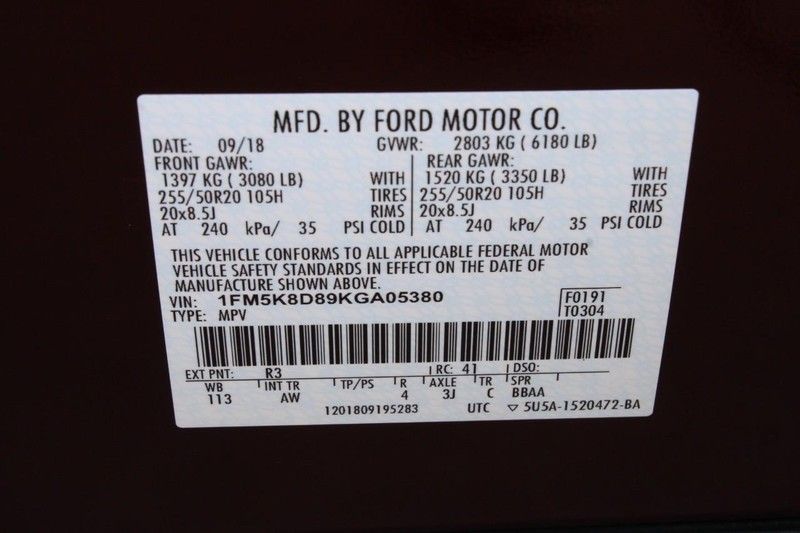 MFD. BY FORD MOTOR CO.
DATE: 09/18 GVWR: 2803 KG ( 6180 LB)
FRONT GAWR: REAR GAWR:
1397 KG ( 3080 LB) WITH 1520 KG ( 3350 LB) WITH
255/50R20 105H TIRES 255/50R20 105H TIRES
20x8.5J RIMS 20x8.5J RIMS
AT 240 kPa/ 35 PSI COLD AT 240 kPa/ 35 PSI COLD
THIS VEHICLE CONFORMS TO ALL APPLICABLE FEDERAL MOTOR
VEHICLE SAFETY STANDARDS IN EFFECT ON THE DATE OF
MANUFACTURE SHOWN ABOVE.
VIN: 1FM5K8D89KGA05380 F0191
TYPE: MPV T0304
EXT PNT: R3 RC: 41 DSO:
WB INT TR TP/PS R AXLE TR SPR
113 AW 4 3J C BBAA
1201809195283 UTC ▽ 5U5A-1520472-BA